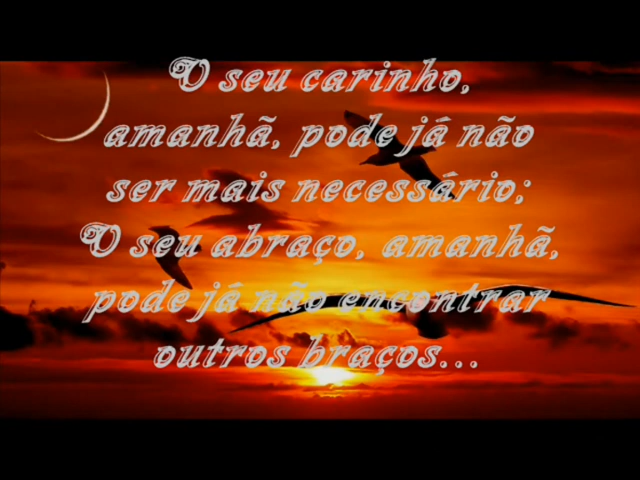 O seu carinho,
amanhã, pode já não
ser mais necessário;
O seu abraço, amanhã,
pode já não encontrar
outros braços...